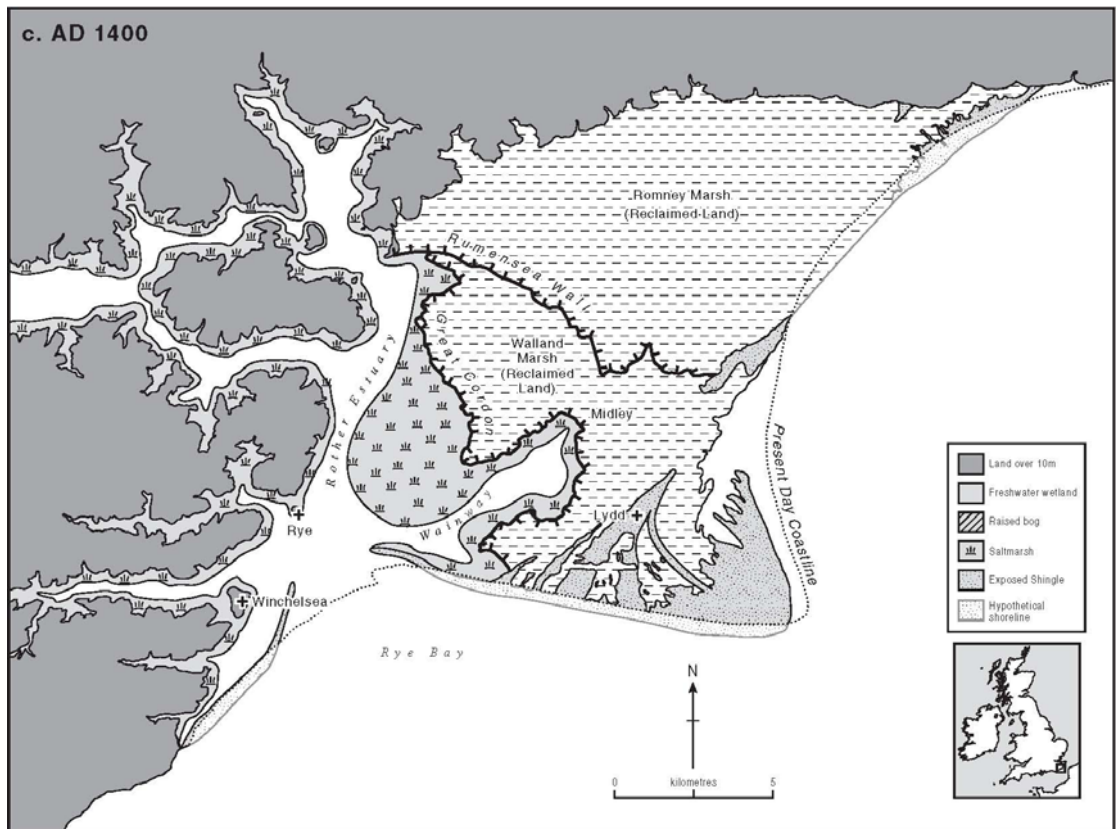 c. AD 1400
Romney Marsh
(Reclaimed Land)
Rumensea Wall
Great Cordon
Walland
Marsh
(Reclaimed
Land)
Midley
Rother Estuary
Present Day Coastline
Wainway
Lydd
Rye
Winchelsea
Rye Bay
Land over 10m
Freshwater wetland
Raised bog
Saltmarsh
Exposed Shingle
Hypothetical
shoreline
N
0 kilometres 5